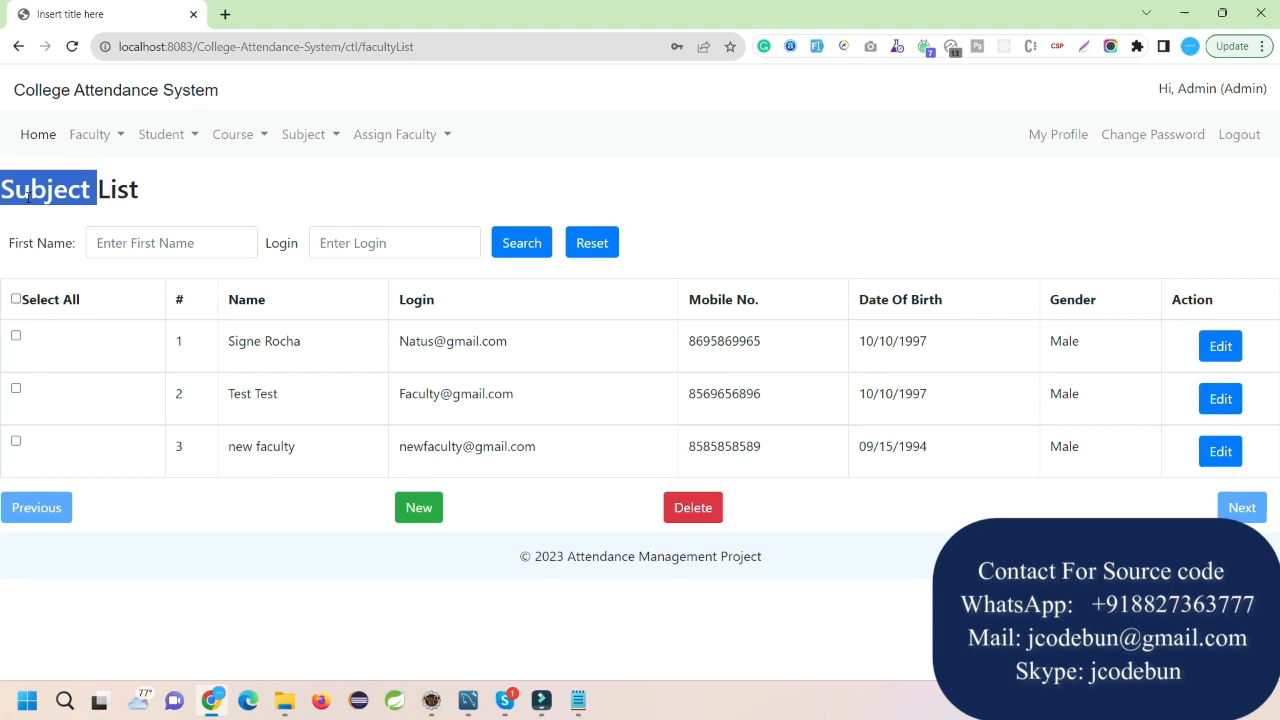 Insert title here
localhost:8083/College-Attendance-System/ctl/facultyList
7
13
CSP
Update
College Attendance System
Hi, Admin (Admin)
Home Faculty Student Course Subject Assign Faculty My Profile Change Password Logout
Subject List
First Name: Enter First Name Login Enter Login Search Reset
Select All # Name Login Mobile No. Date Of Birth Gender Action
1 Signe Rocha Natus@gmail.com 8695869965 10/10/1997 Male Edit
2 Test Test Faculty@gmail.com 8569656896 10/10/1997 Male Edit
3 new faculty newfaculty@gmail.com 8585858589 09/15/1994 Male Edit
Previous New Delete Next
© 2023 Attendance Management Project
Contact For Source code
WhatsApp: +918827363777
Mail: jcodebun@gmail.com
Skype: jcodebun
77°
1